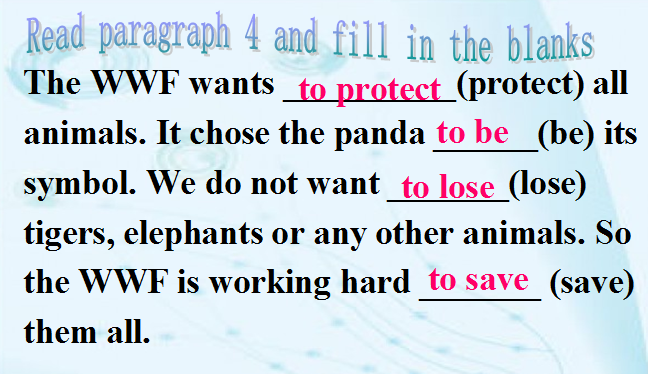 Read paragraph 4 and fill in the blanks
The WWF wants to protect (protect) all
animals. It chose the panda to be (be) its
symbol. We do not want to lose (lose)
tigers, elephants or any other animals. So
the WWF is working hard to save (save)
them all.